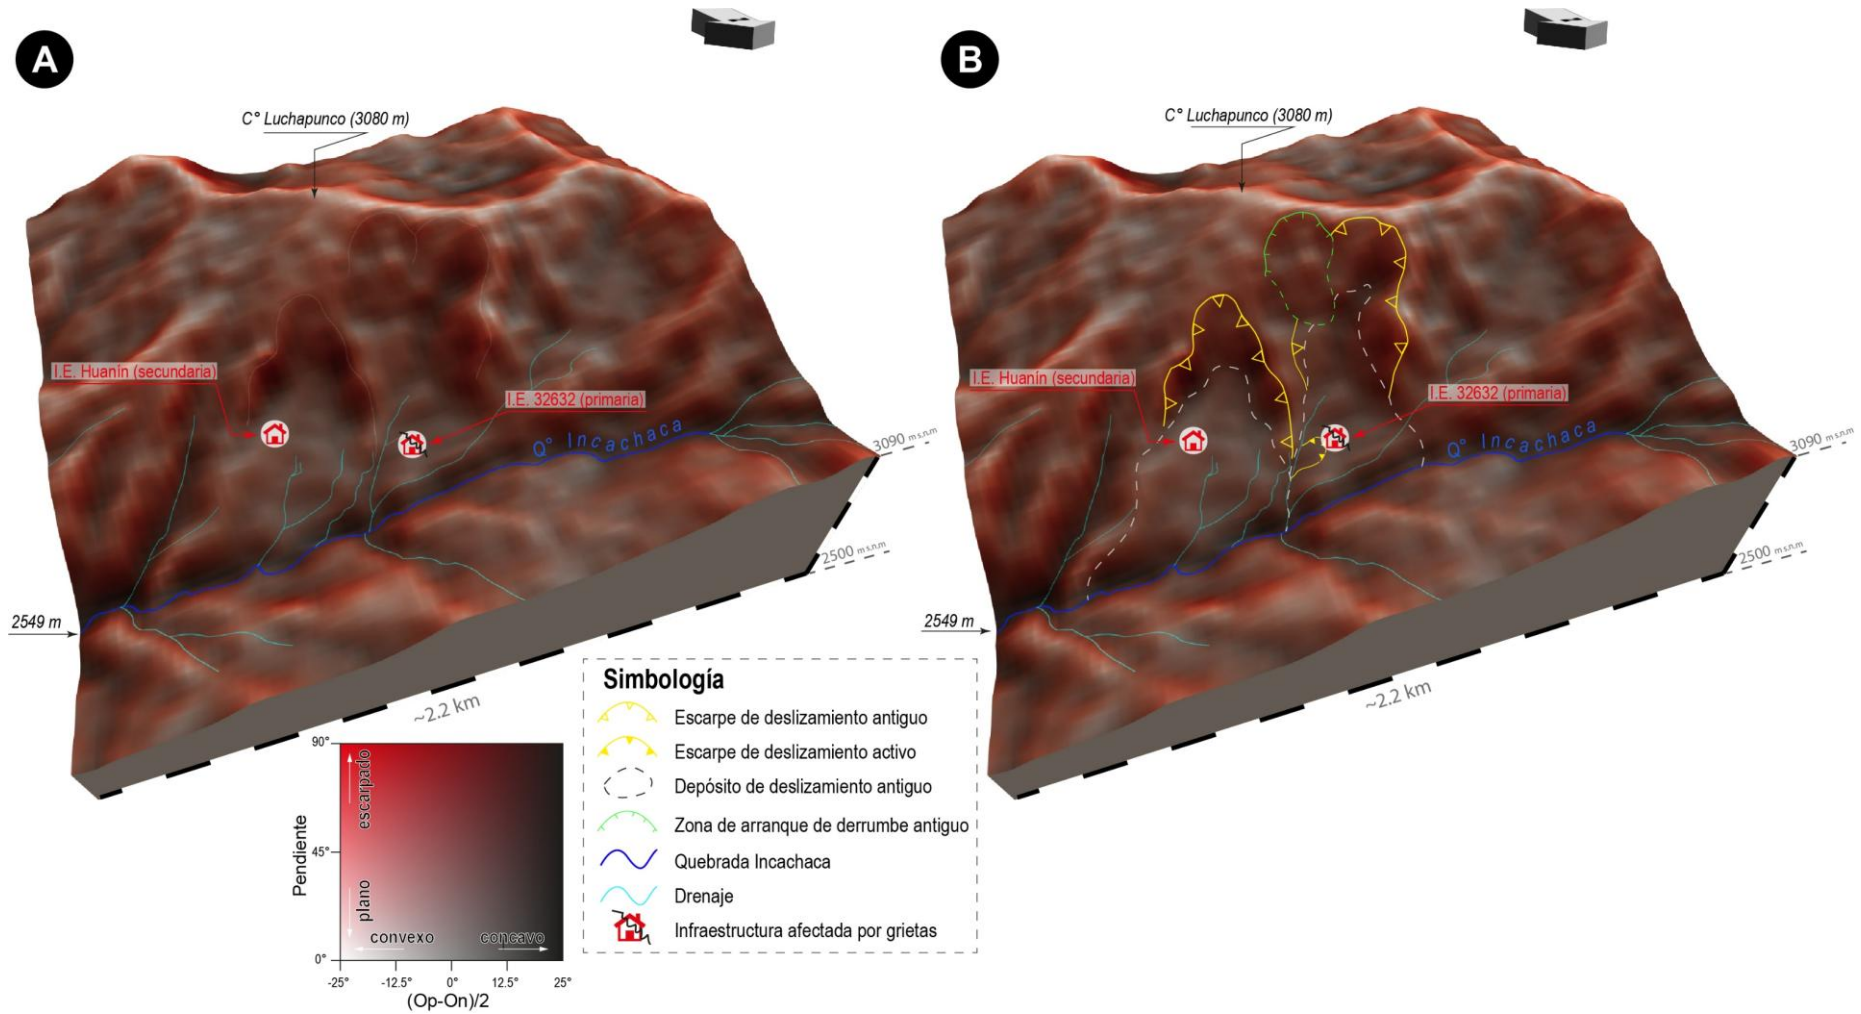 A
C° Luchapunco (3080 m)
I.E. Huanín (secundaria)
I.E. 32632 (primaria)
Q° Incachaca
3090 m s.n.m
2500 m s.n.m
2549 m
~2.2 km
B
C° Luchapunco (3080 m)
I.E. Huanín (secundaria)
I.E. 32632 (primaria)
Q° Incachaca
3090 m s.n.m
2500 m s.n.m
2549 m
~2.2 km
Simbología
Escarpe de deslizamiento antiguo
Escarpe de deslizamiento activo
Depósito de deslizamiento antiguo
Zona de arranque de derrumbe antiguo
Quebrada Incachaca
Drenaje
Infraestructura afectada por grietas
90°
45°
0°
Pendiente
escarpado
plano
convexo
concavo
-25°
-12.5°
0°
12.5°
25°
(Op-On)/2